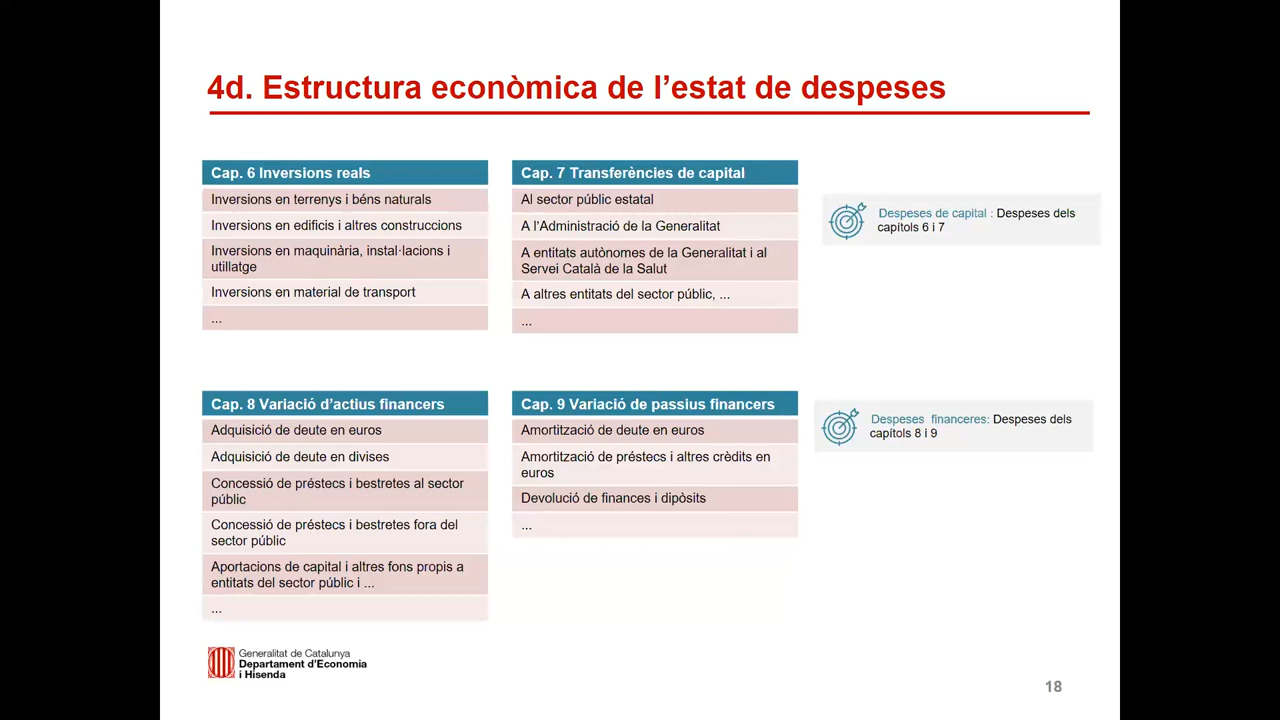 4d. Estructura econòmica de l’estat de despeses
Cap. 6 Inversions reals
Inversions en terrenys i béns naturals
Inversions en edificis i altres construccions
Inversions en maquinària, instal·lacions i
utillatge
Inversions en material de transport
...
Cap. 7 Transferències de capital
Al sector públic estatal
A l’Administració de la Generalitat
A entitats autònomes de la Generalitat i al
Servei Català de la Salut
A altres entitats del sector públic, ...
...
Despeses de capital : Despeses dels
capítols 6 i 7
Cap. 8 Variació d’actius financers
Adquisició de deute en euros
Adquisició de deute en divises
Concessió de préstecs i bestretes al sector
públic
Concessió de préstecs i bestretes fora del
sector públic
Aportacions de capital i altres fons propis a
entitats del sector públic i ...
...
Cap. 9 Variació de passius financers
Amortització de deute en euros
Amortització de préstecs i altres crèdits en
euros
Devolució de finances i dipòsits
...
Despeses financeres: Despeses dels
capítols 8 i 9
Generalitat de Catalunya
Departament d’Economia
i Hisenda
18